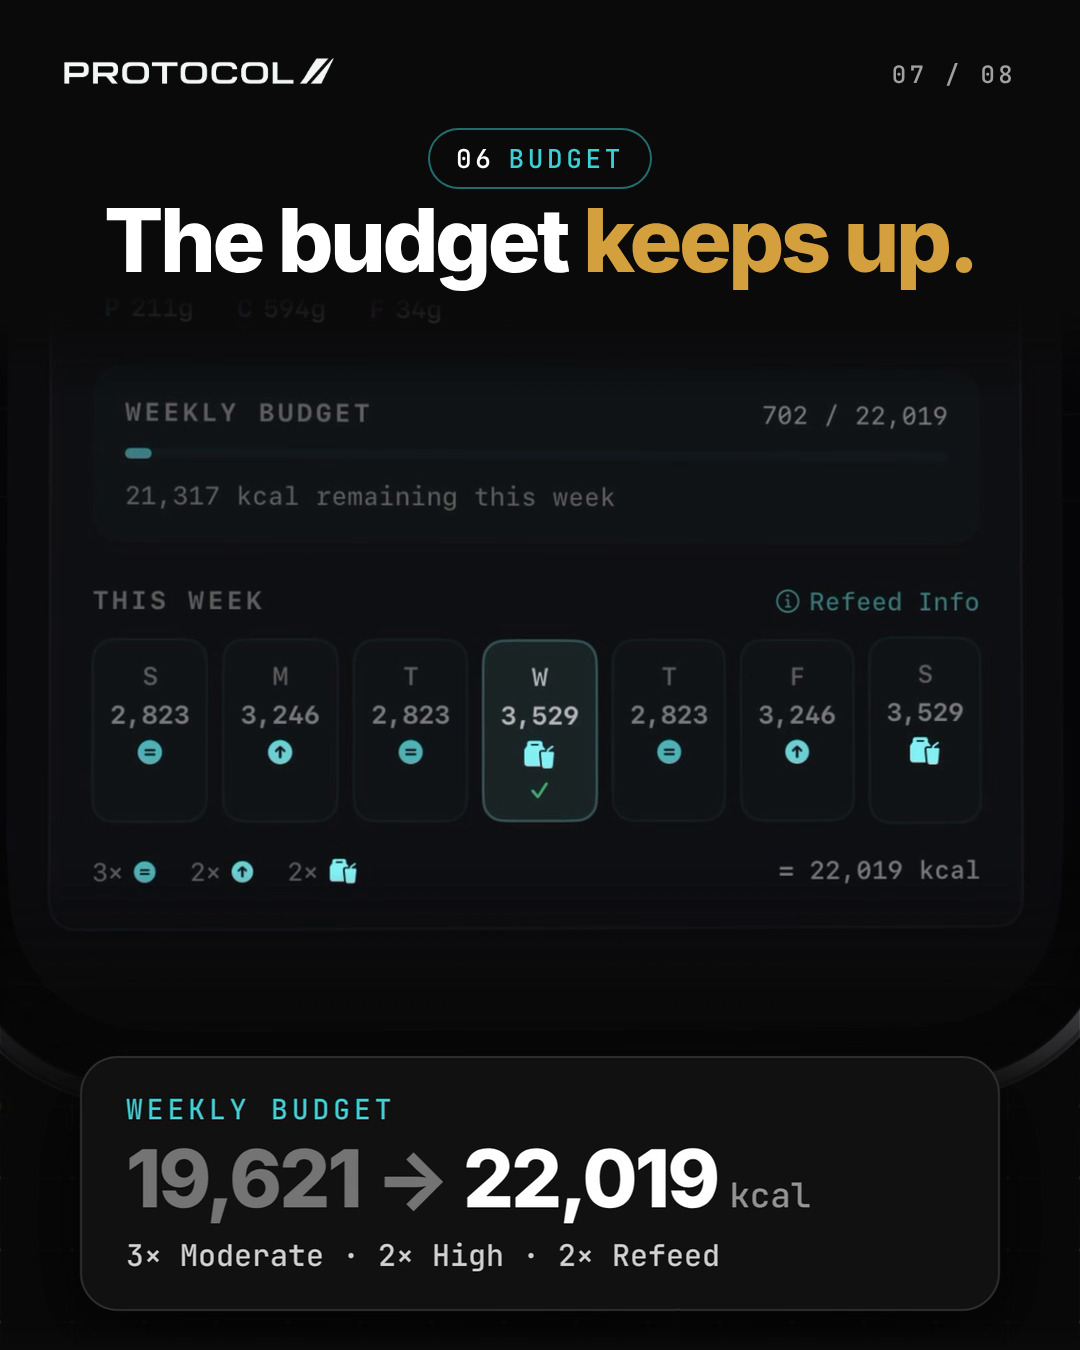 PROTOCOL
07 / 08
06 BUDGET
The budget keeps up.
P 211g C 594g F 34g
WEEKLY BUDGET 702 / 22,019
21,317 kcal remaining this week
THIS WEEK Refeed Info
S M T W T F S
2,823 3,246 2,823 3,529 2,823 3,246 3,529
3× 2× 2× = 22,019 kcal
WEEKLY BUDGET
19,621 → 22,019 kcal
3× Moderate · 2× High · 2× Refeed